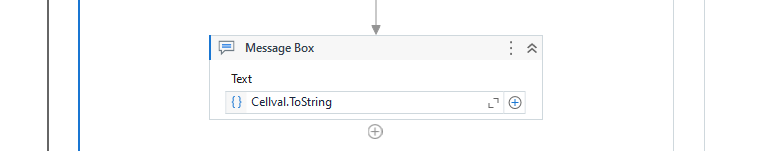 Message Box
Text
Cellval.ToString